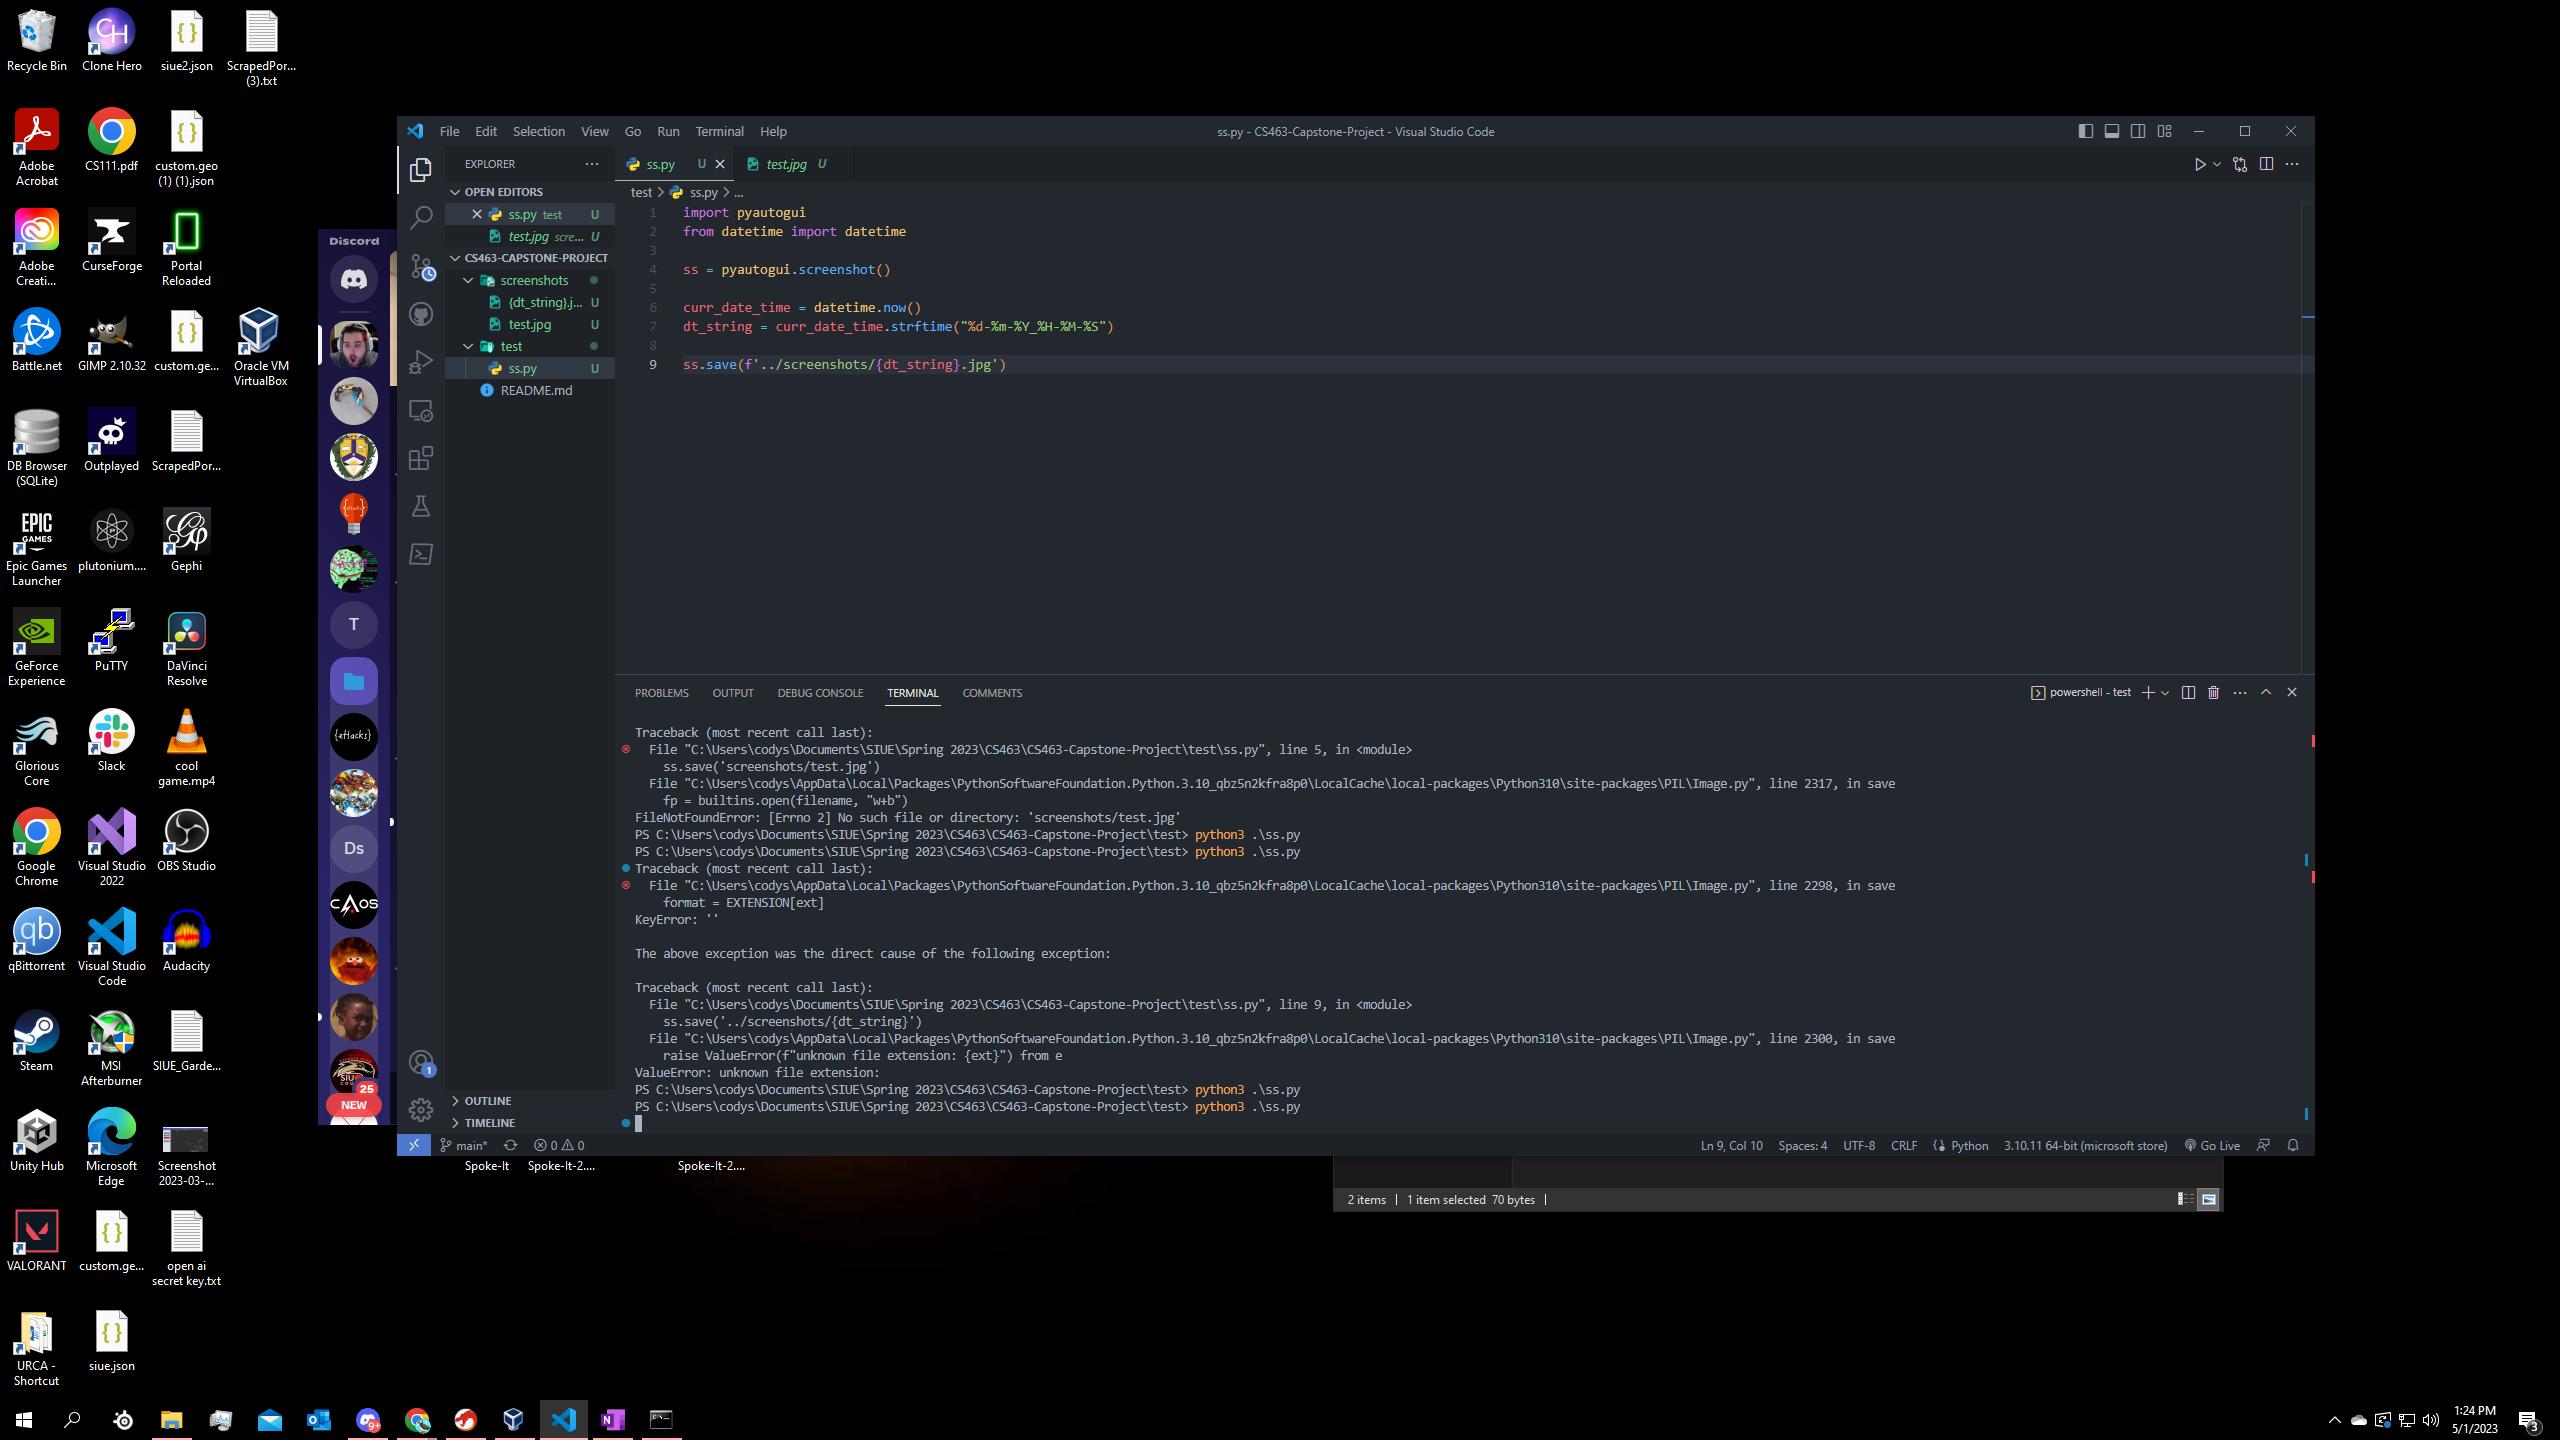 Recycle Bin
Clone Hero
siue2.json
ScrapedPor...
(3).txt
Adobe
Acrobat
CS111.pdf
custom.geo
(1) (1).json
Adobe
Creati...
CurseForge
Portal
Reloaded
Battle.net
GIMP 2.10.32
custom.ge...
Oracle VM
VirtualBox
DB Browser
(SQLite)
Outplayed
ScrapedPor...
EPIC
GAMES
Epic Games
Launcher
plutonium....
Gephi
GeForce
Experience
PuTTY
DaVinci
Resolve
Glorious
Core
Slack
cool
game.mp4
Google
Chrome
Visual Studio
2022
OBS Studio
qBittorrent
Visual Studio
Code
Audacity
Steam
MSI
Afterburner
SIUE_Garde...
Unity Hub
Microsoft
Edge
Screenshot
2023-03-...
VALORANT
custom.ge...
open ai
secret key.txt
URCA -
Shortcut
siue.json
Discord
T
{eHacks}
Ds
CAOS
25
NEW
File Edit Selection View Go Run Terminal Help
ss.py - CS463-Capstone-Project - Visual Studio Code
EXPLORER
OPEN EDITORS
ss.py test U
test.jpg scre... U
CS463-CAPSTONE-PROJECT
screenshots
{dt_string}.j... U
test.jpg U
test
ss.py U
README.md
OUTLINE
TIMELINE
ss.py U
test.jpg U
test > ss.py > ...
1 import pyautogui
2 from datetime import datetime
3
4 ss = pyautogui.screenshot()
5
6 curr_date_time = datetime.now()
7 dt_string = curr_date_time.strftime("%d-%m-%Y_%H-%M-%S")
8
9 ss.save(f'../screenshots/{dt_string}.jpg')
PROBLEMS OUTPUT DEBUG CONSOLE TERMINAL COMMENTS
powershell - test
Traceback (most recent call last):
File "C:\Users\codys\Documents\SIUE\Spring 2023\CS463\CS463-Capstone-Project\test\ss.py", line 5, in <module>
ss.save('screenshots/test.jpg')
File "C:\Users\codys\AppData\Local\Packages\PythonSoftwareFoundation.Python.3.10_qbz5n2kfra8p0\LocalCache\local-packages\Python310\site-packages\PIL\Image.py", line 2317, in save
fp = builtins.open(filename, "w+b")
FileNotFoundError: [Errno 2] No such file or directory: 'screenshots/test.jpg'
PS C:\Users\codys\Documents\SIUE\Spring 2023\CS463\CS463-Capstone-Project\test> python3 .\ss.py
PS C:\Users\codys\Documents\SIUE\Spring 2023\CS463\CS463-Capstone-Project\test> python3 .\ss.py
Traceback (most recent call last):
File "C:\Users\codys\AppData\Local\Packages\PythonSoftwareFoundation.Python.3.10_qbz5n2kfra8p0\LocalCache\local-packages\Python310\site-packages\PIL\Image.py", line 2298, in save
format = EXTENSION[ext]
KeyError: ''
The above exception was the direct cause of the following exception:
Traceback (most recent call last):
File "C:\Users\codys\Documents\SIUE\Spring 2023\CS463\CS463-Capstone-Project\test\ss.py", line 9, in <module>
ss.save('../screenshots/{dt_string}')
File "C:\Users\codys\AppData\Local\Packages\PythonSoftwareFoundation.Python.3.10_qbz5n2kfra8p0\LocalCache\local-packages\Python310\site-packages\PIL\Image.py", line 2300, in save
raise ValueError(f"unknown file extension: {ext}") from e
ValueError: unknown file extension:
PS C:\Users\codys\Documents\SIUE\Spring 2023\CS463\CS463-Capstone-Project\test> python3 .\ss.py
PS C:\Users\codys\Documents\SIUE\Spring 2023\CS463\CS463-Capstone-Project\test> python3 .\ss.py
1
main* 0 0
Ln 9, Col 10 Spaces: 4 UTF-8 CRLF Python 3.10.11 64-bit (microsoft store) Go Live
Spoke-It Spoke-It-2.... Spoke-It-2....
2 items 1 item selected 70 bytes
9+
1:24 PM
5/1/2023
3